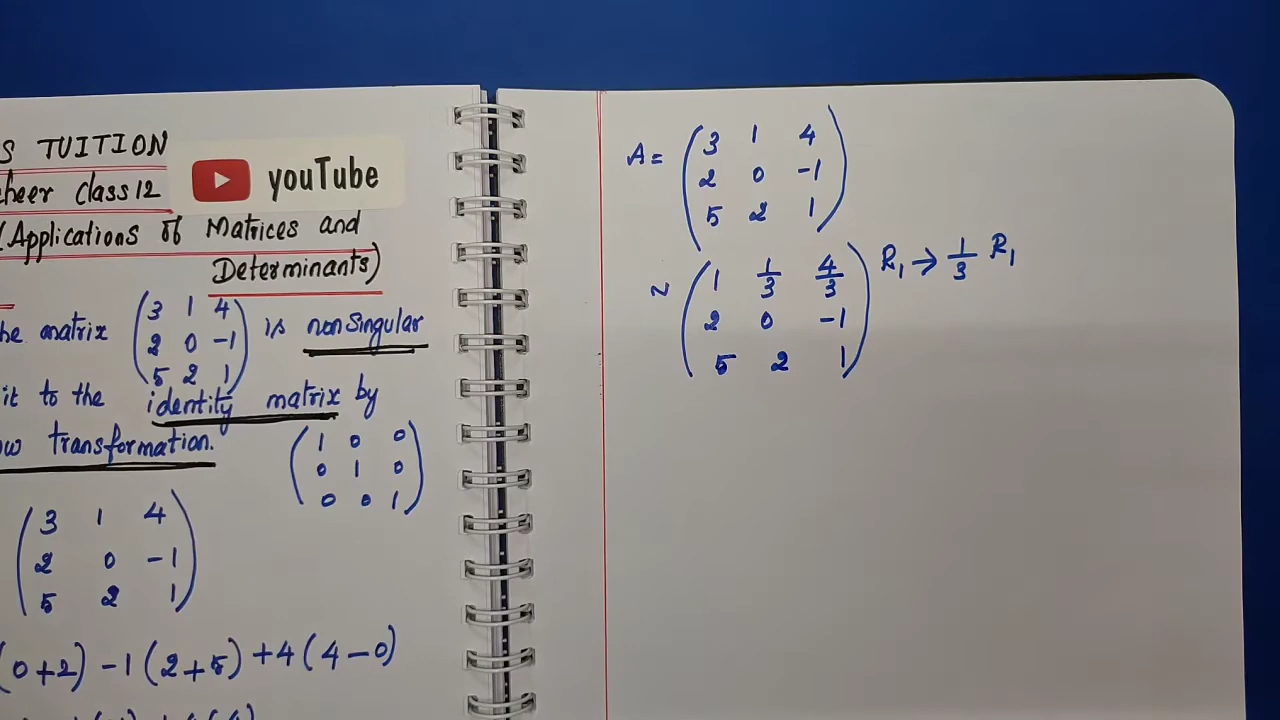 S TUITION
cheer class 12
YouTube
(Applications of Matrices and
Determinants)
he matrix (3 1 4
2 0 -1
5 2 1) is nonSingular
it to the identity matrix by
ow transformation. (1 0 0
0 1 0
0 0 1)
(3 1 4
2 0 -1
5 2 1)
(0+2) -1 (2+5) +4 (4-0)
A= (3 1 4
2 0 -1
5 2 1)
~ (1 1/3 4/3
2 0 -1
5 2 1) R₁ → 1/3 R₁